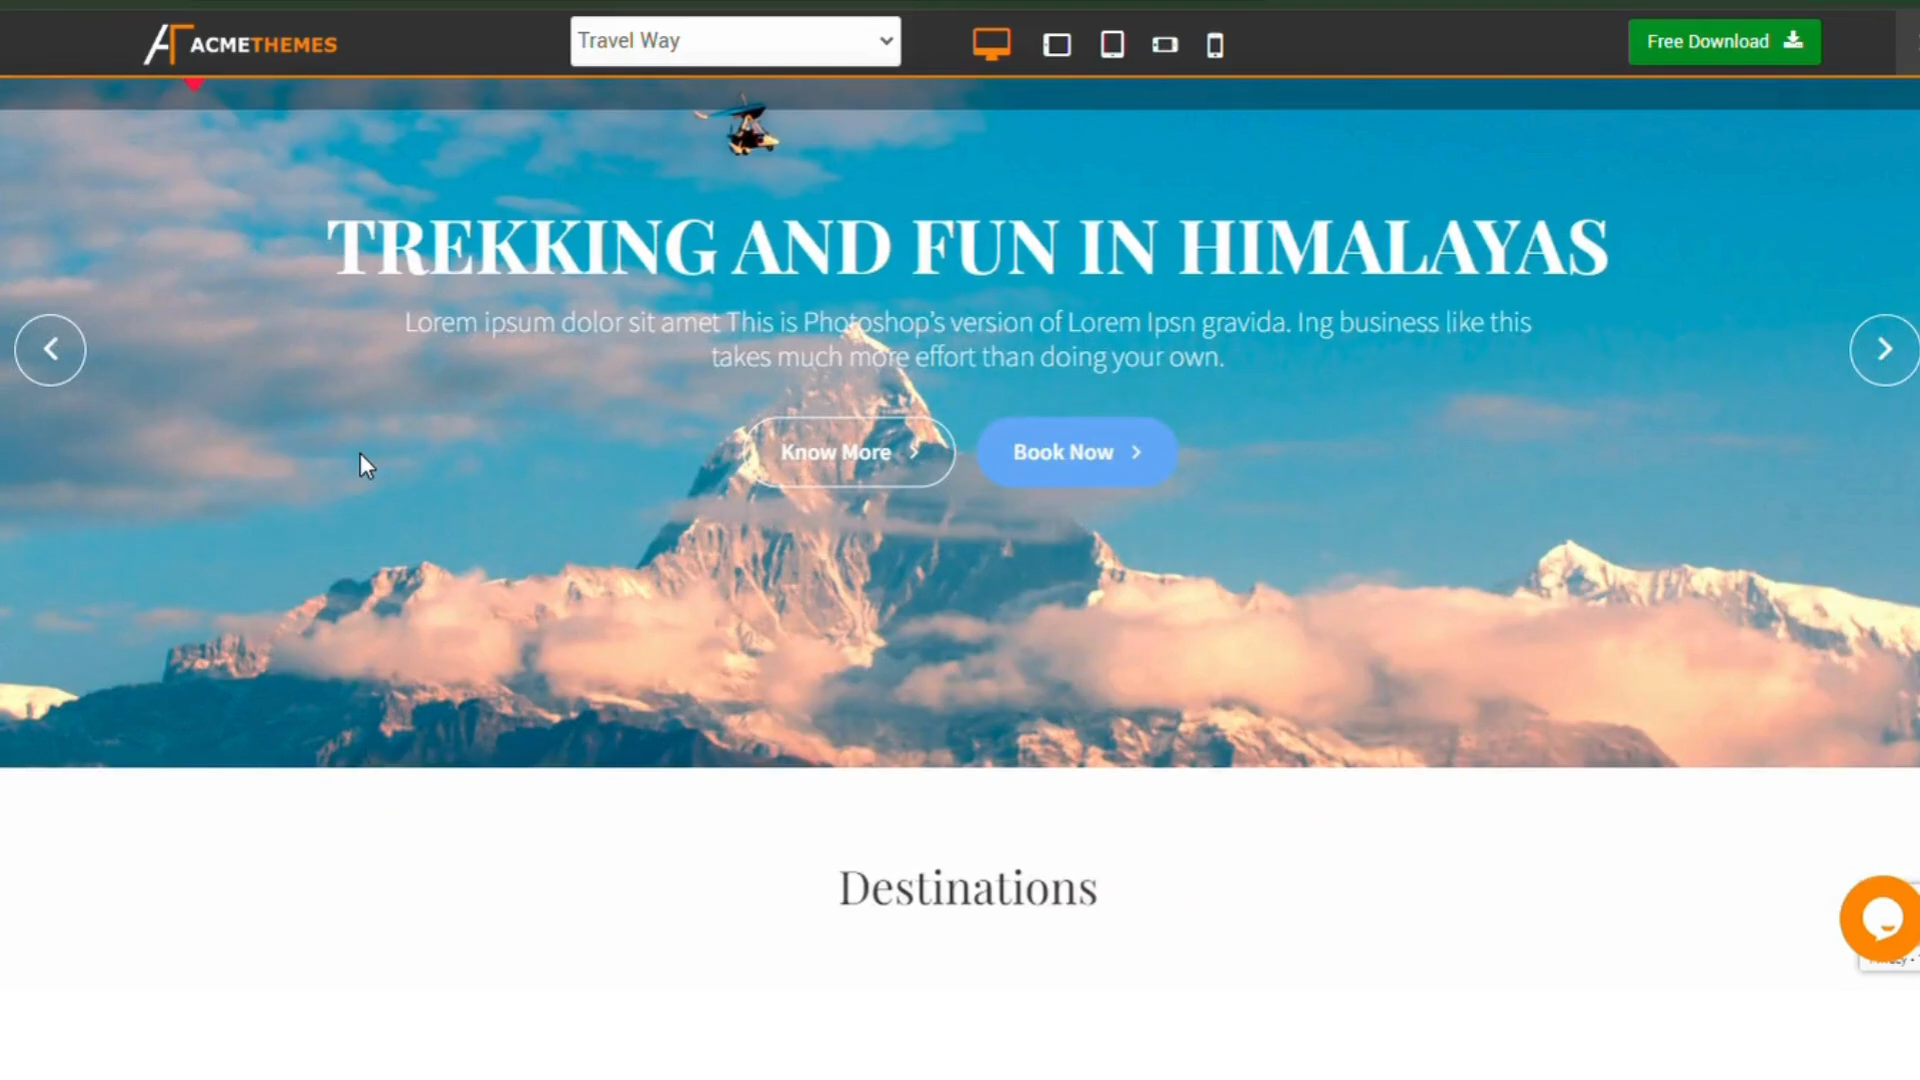 ACMETHEMES
Travel Way
Free Download
TREKKING AND FUN IN HIMALAYAS
Lorem ipsum dolor sit amet This is Photoshop's version of Lorem Ipsn gravida. Ing business like this
takes much more effort than doing your own.
Know More
Book Now
Destinations